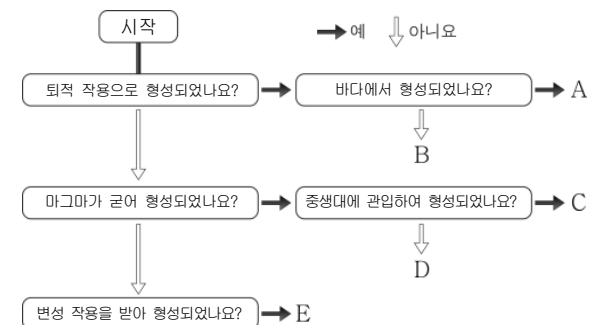 시작
예 아니요
퇴적 작용으로 형성되었나요? 바다에서 형성되었나요? A
B
마그마가 굳어 형성되었나요? 중생대에 관입하여 형성되었나요? C
D
변성 작용을 받아 형성되었나요? E